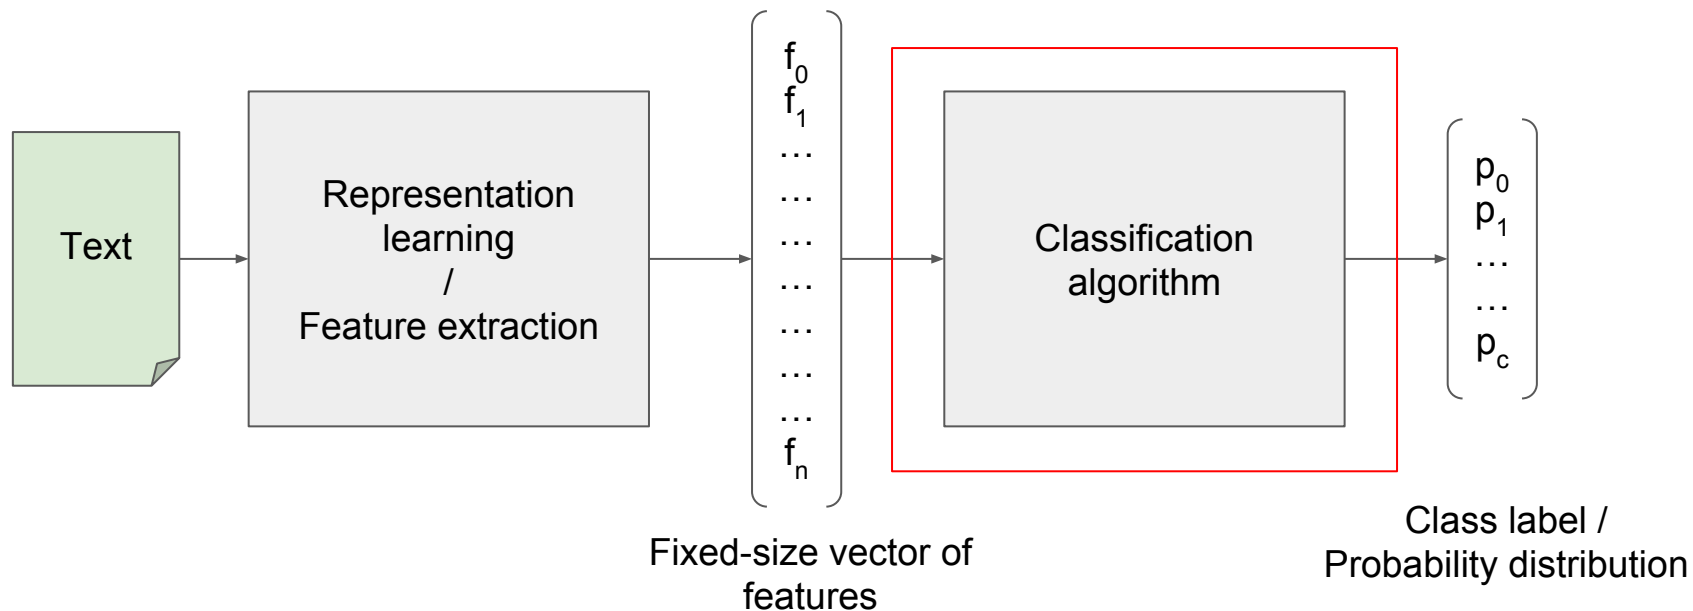 Text
Representation
learning
/
Feature extraction
f₀
f₁
…
…
…
…
…
…
…
fₙ
Fixed-size vector of
features
Classification
algorithm
p₀
p₁
…
…
p_c
Class label /
Probability distribution